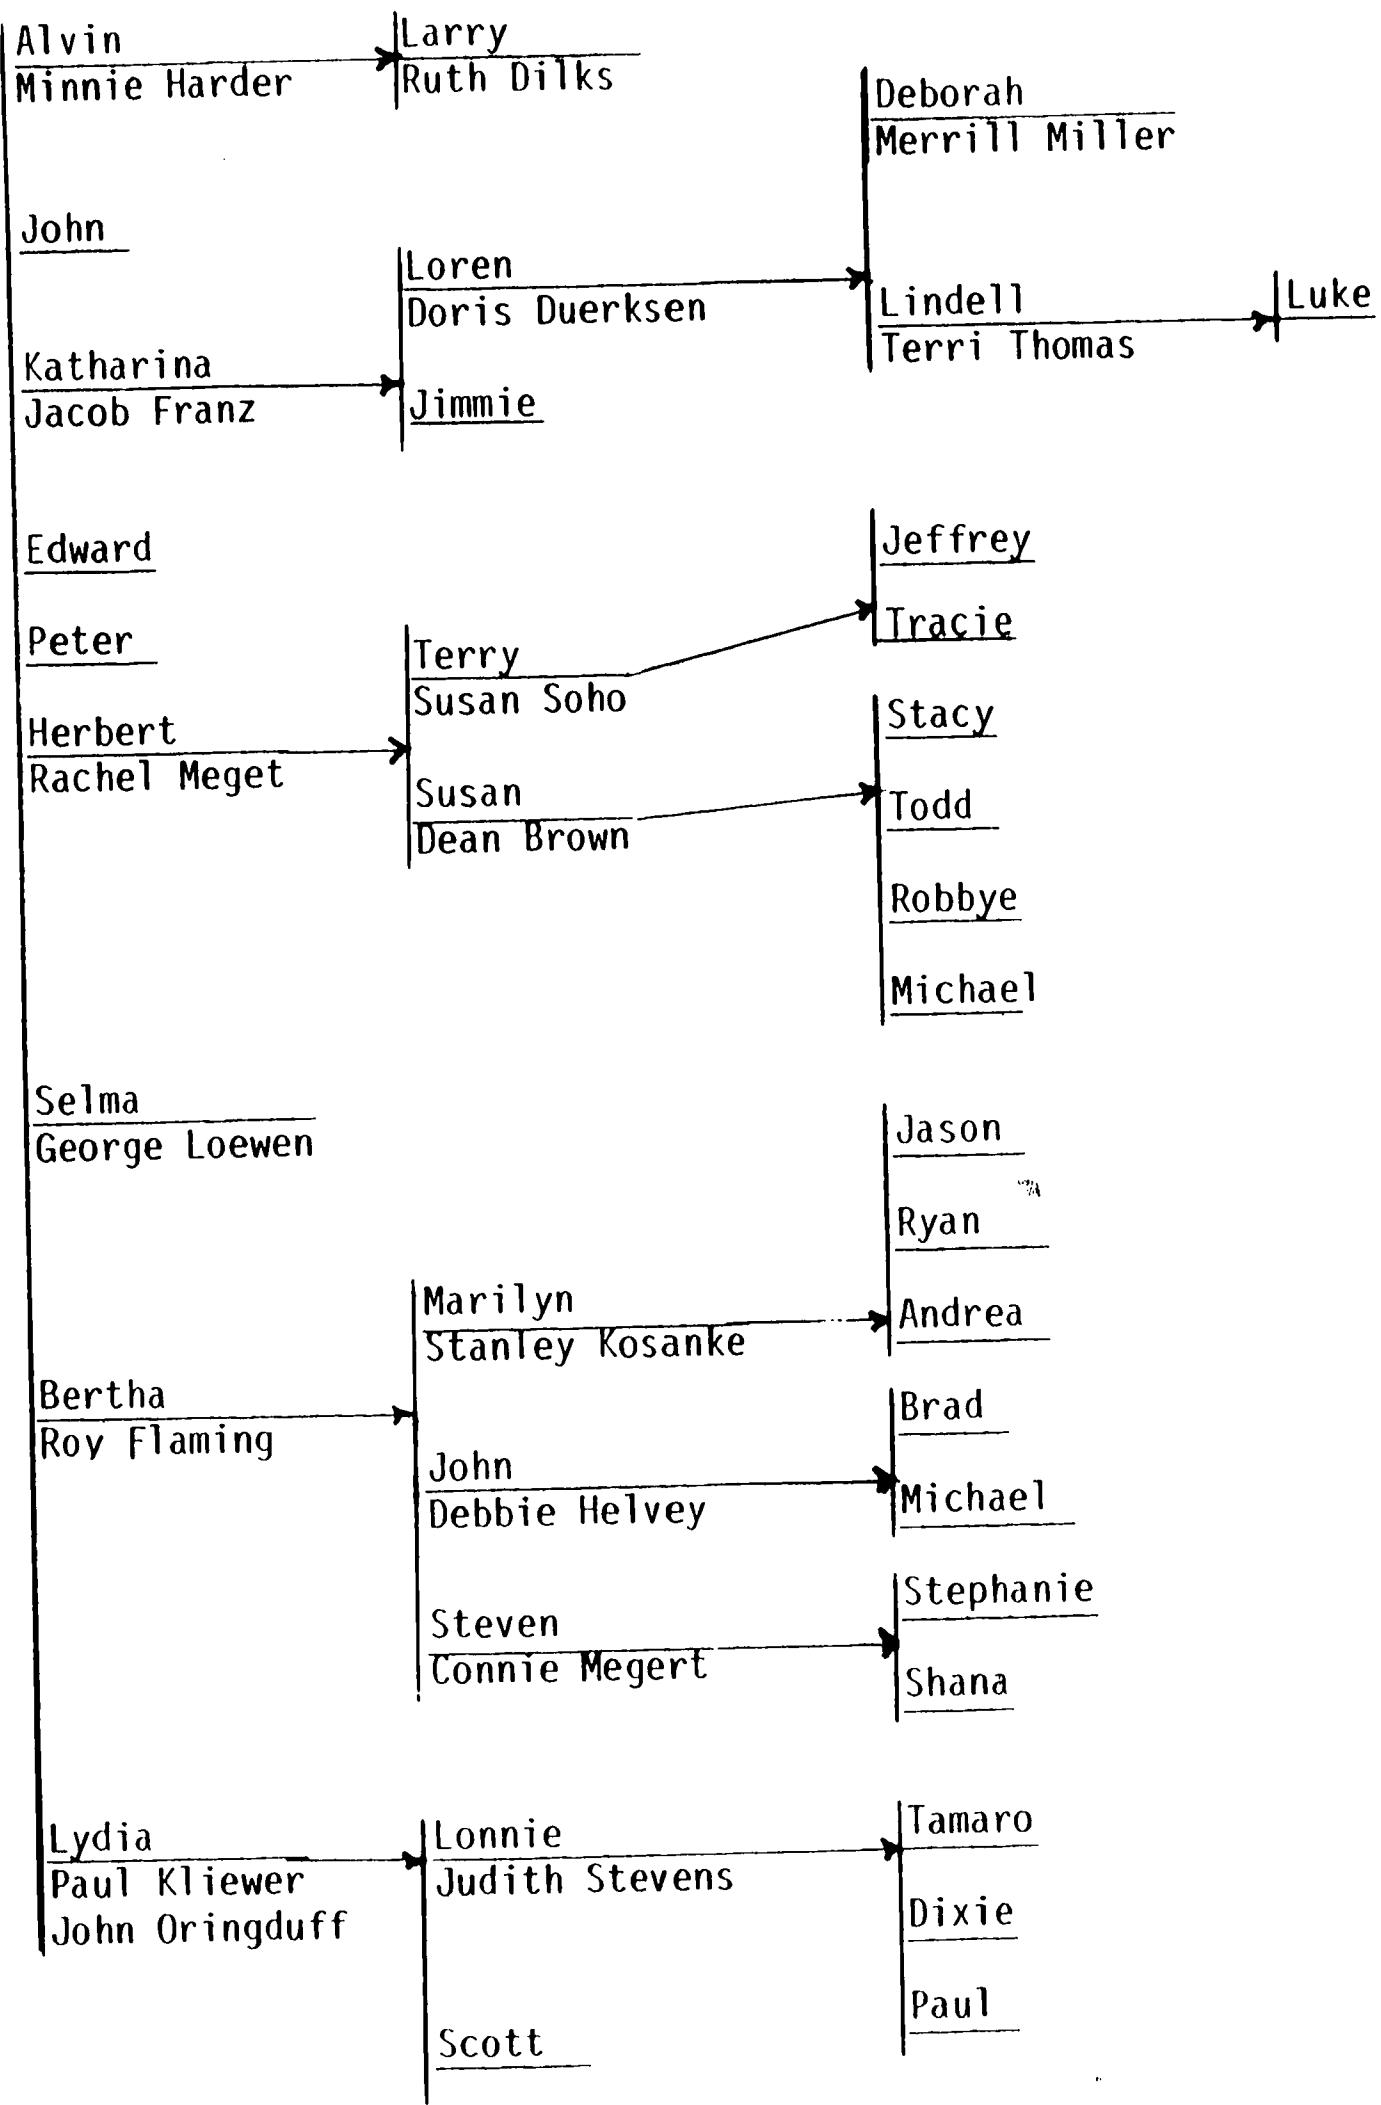 Alvin
Minnie Harder
Larry
Ruth Dilks
Deborah
Merrill Miller
John
Loren
Doris Duerksen
Lindell
Terri Thomas
Luke
Katharina
Jacob Franz
Jimmie
Edward
Jeffrey
Tracie
Peter
Terry
Susan Soho
Stacy
Herbert
Rachel Meget
Susan
Dean Brown
Todd
Robbye
Michael
Selma
George Loewen
Jason
Ryan
Marilyn
Stanley Kosanke
Andrea
Bertha
Roy Flaming
Brad
John
Debbie Helvey
Michael
Stephanie
Steven
Connie Megert
Shana
Lydia
Paul Kliewer
John Oringduff
Lonnie
Judith Stevens
Tamaro
Dixie
Paul
Scott